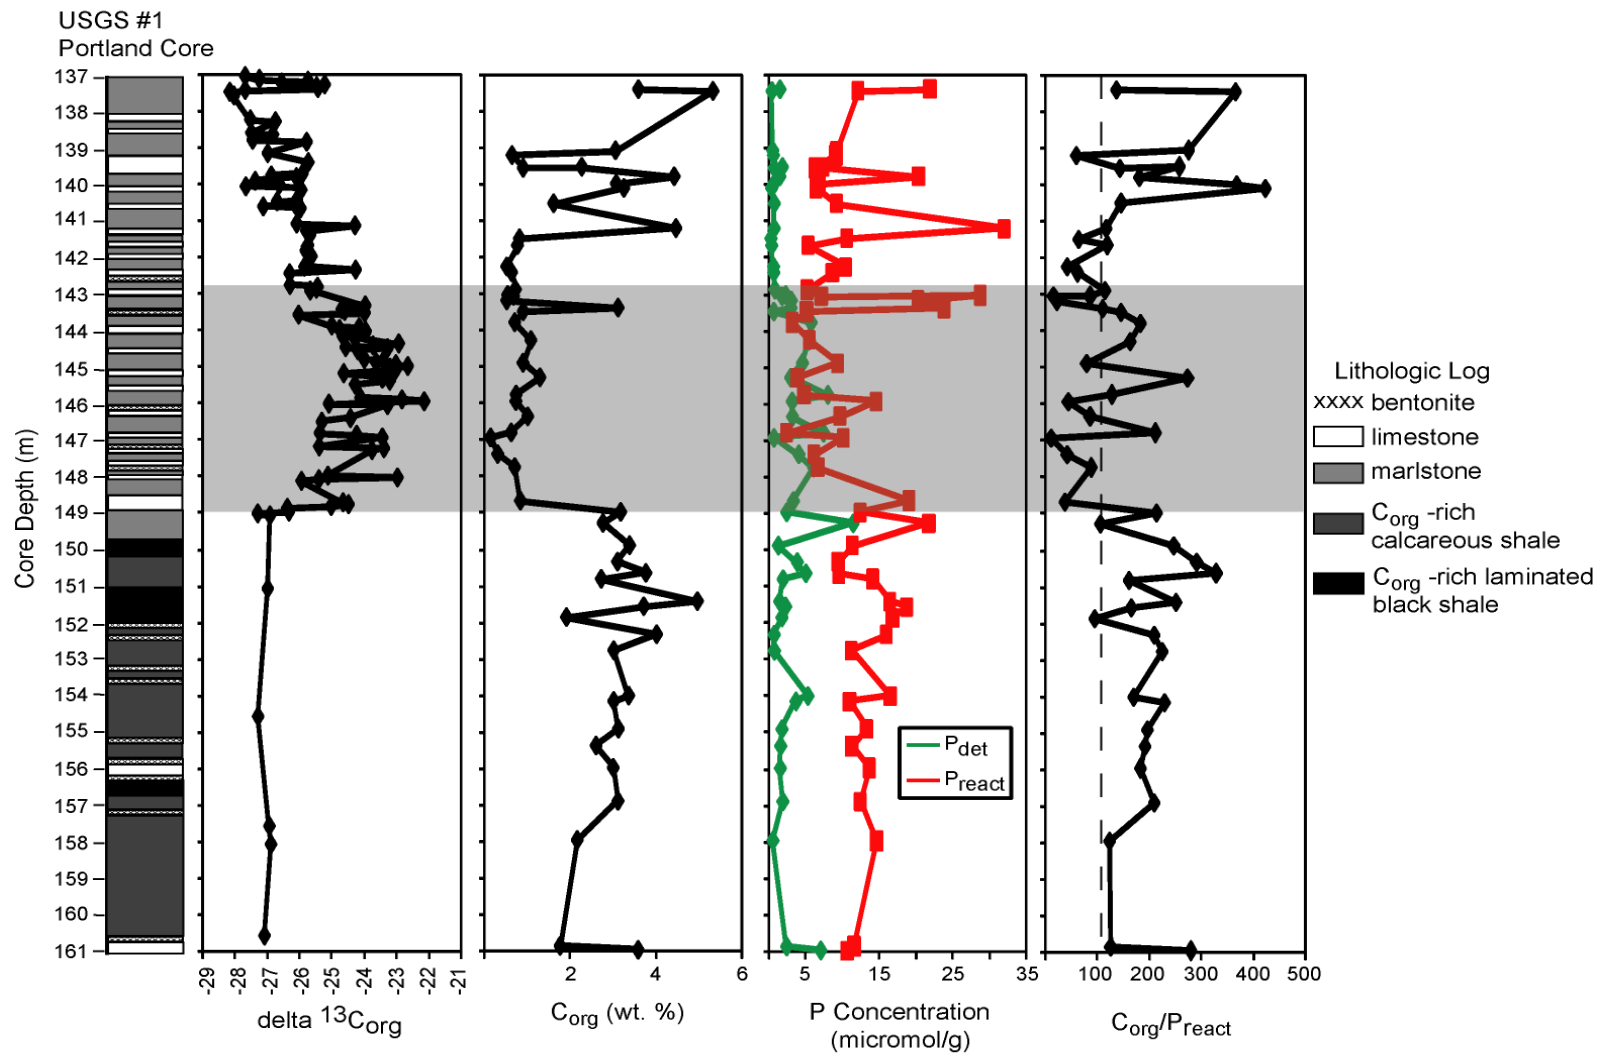 USGS #1
Portland Core
Core Depth (m)
137
138
139
140
141
142
143
144
145
146
147
148
149
150
151
152
153
154
155
156
157
158
159
160
161
-29
-28
-27
-26
-25
-24
-23
-22
-21
delta 13Corg
2
4
6
Corg (wt. %)
5
15
25
35
P Concentration
(micromol/g)
Pdet
Preact
100
200
300
400
500
Corg/Preact
Lithologic Log
xxxx bentonite
limestone
marlstone
Corg -rich
calcareous shale
Corg -rich laminated
black shale